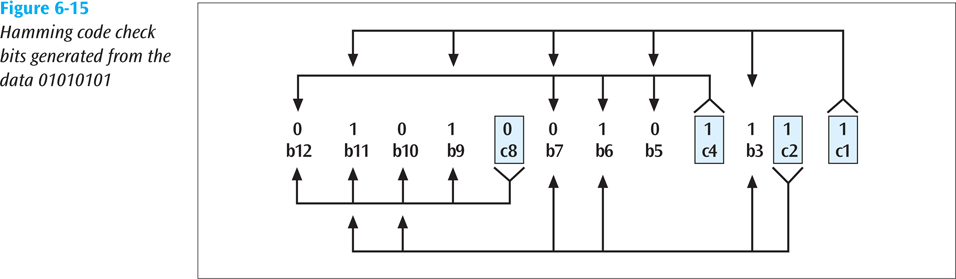 Figure 6-15
Hamming code check
bits generated from the
data 01010101
0 1 0 1 0 0 1 0 1 1 1 1
b12 b11 b10 b9 c8 b7 b6 b5 c4 b3 c2 c1